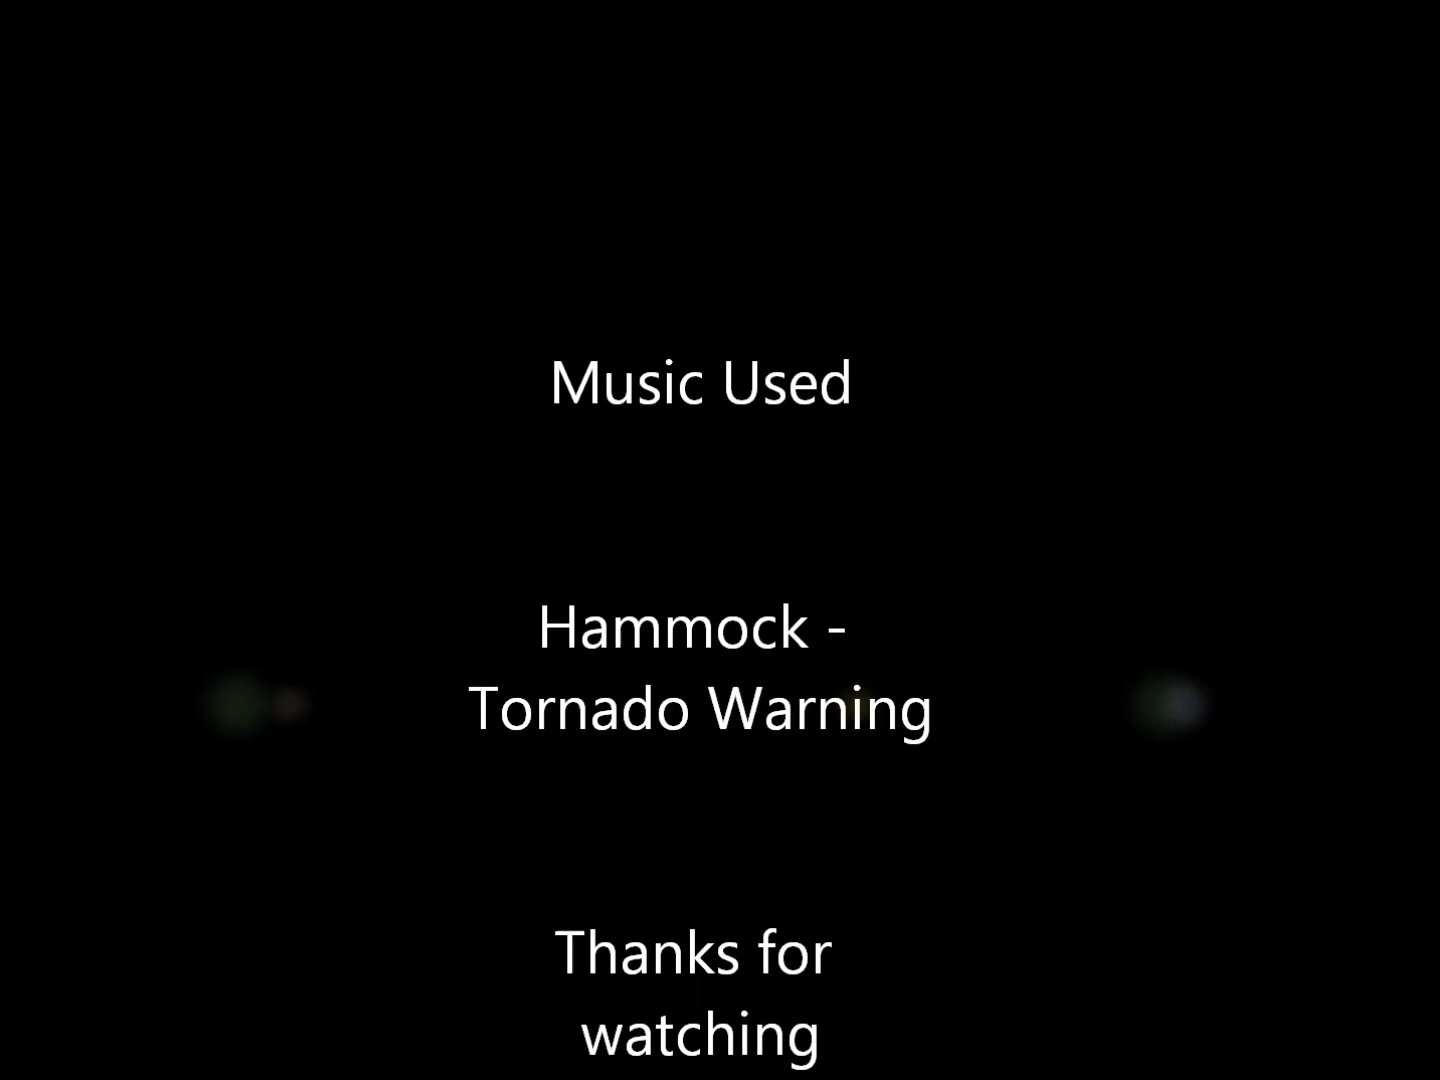 Music Used
Hammock -
Tornado Warning
Thanks for
watching